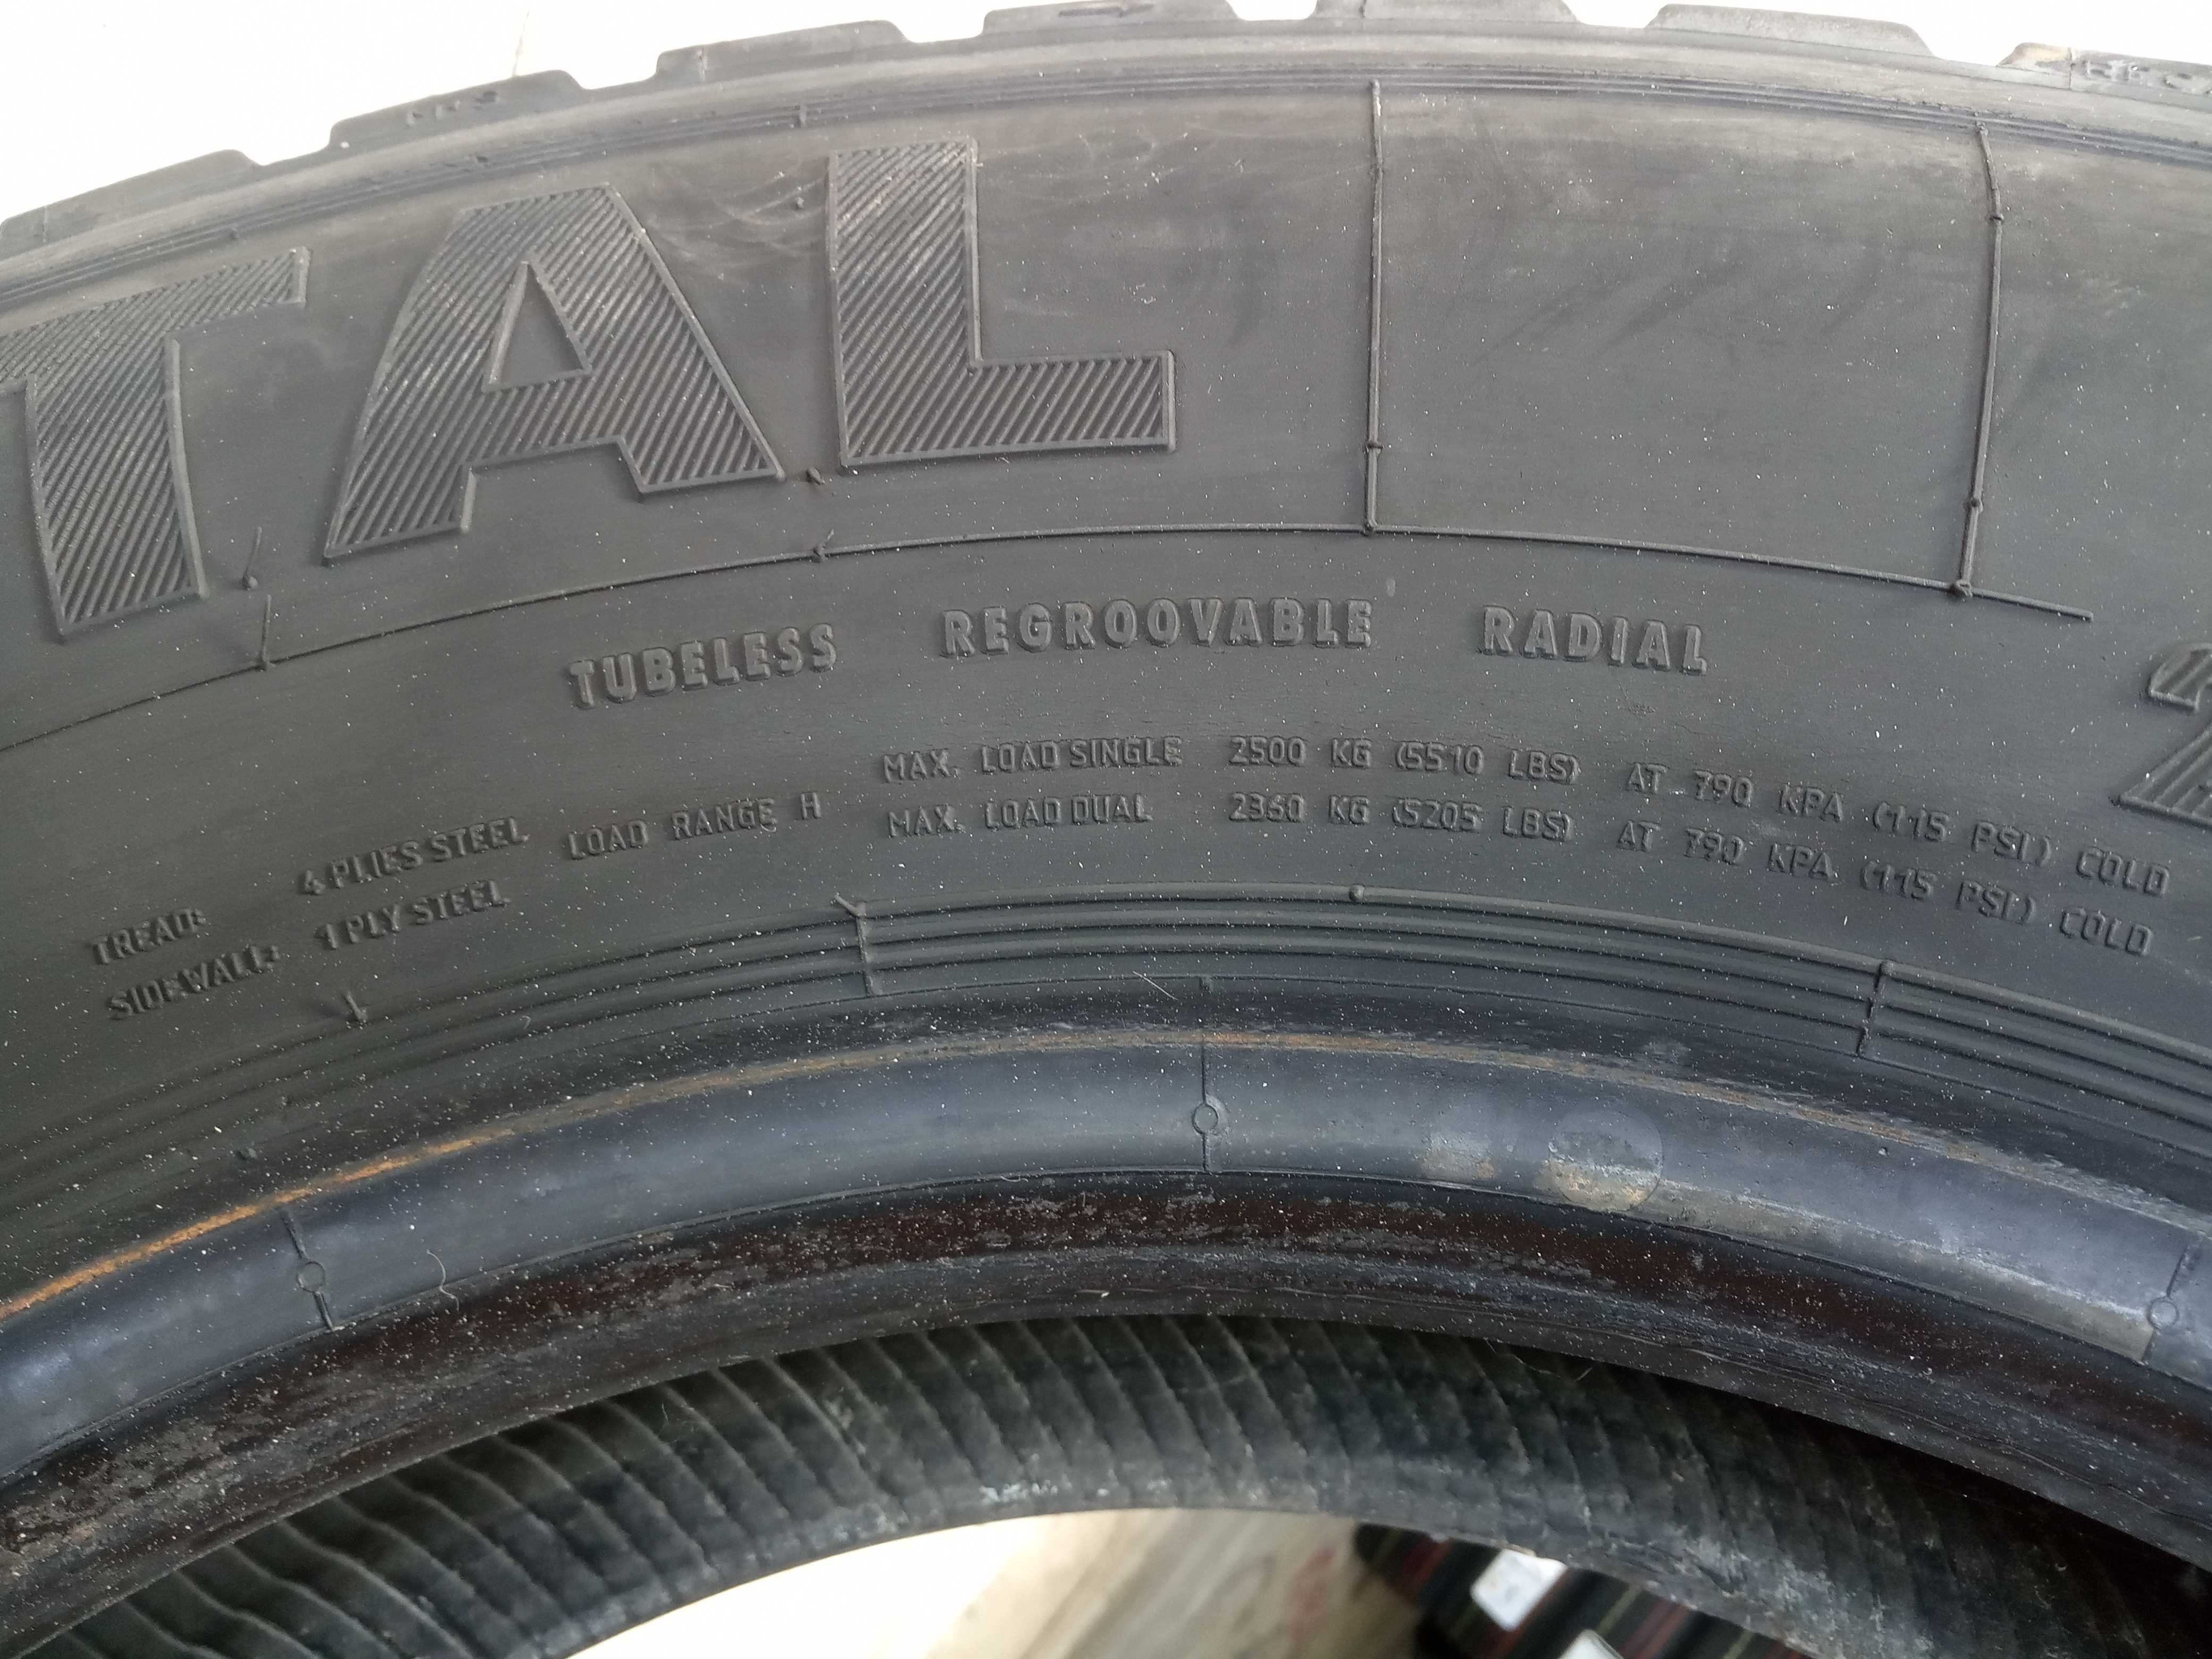 TAL
TUBELESS REGROOVABLE RADIAL
MAX. LOAD SINGLE 2500 KG (5510 LBS) AT 790 KPA (115 PSI) COLD
MAX. LOAD DUAL 2360 KG (5205 LBS) AT 790 KPA (115 PSI) COLD
LOAD RANGE H
TREAD: 4 PLIES STEEL
SIDEWALL: 1 PLY STEEL
2